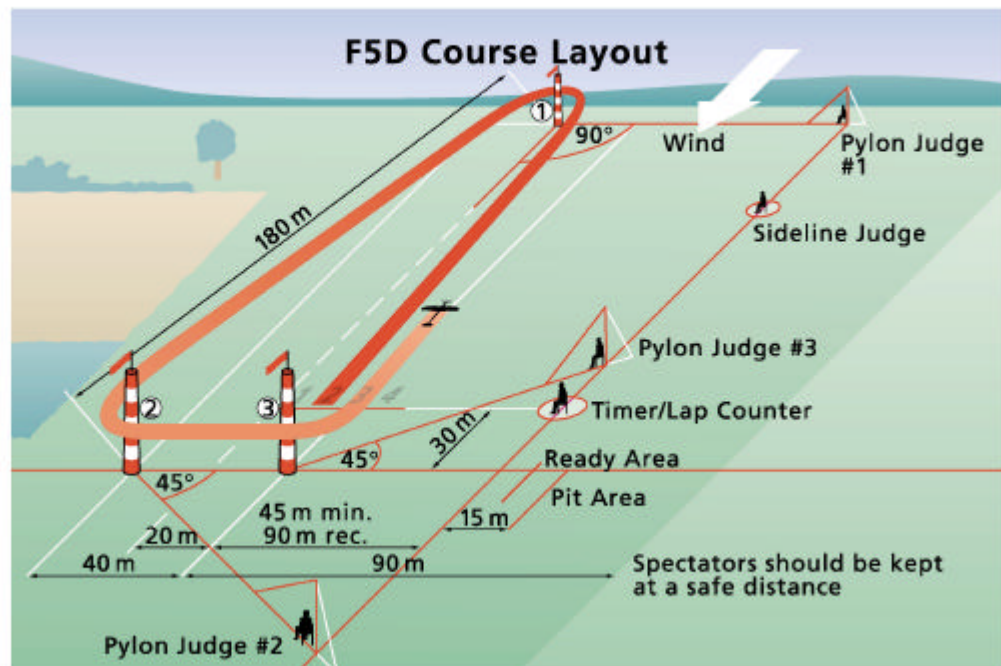 F5D Course Layout
①
90°
Wind
Pylon Judge
#1
180 m
Sideline Judge
Pylon Judge #3
②
③
Timer/Lap Counter
30 m
45°
45°
Ready Area
Pit Area
45 m min.
90 m rec.
15 m
20 m
40 m
90 m
Spectators should be kept
at a safe distance
Pylon Judge #2